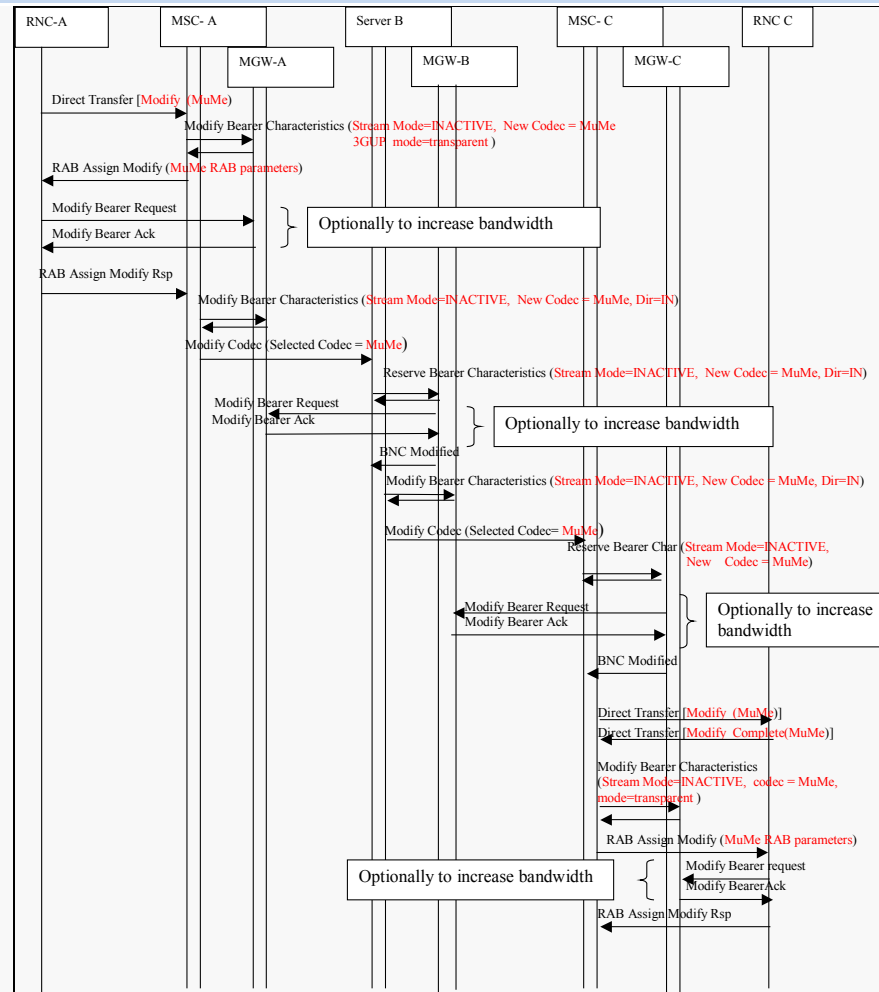 RNC-A
MSC- A
Server B
MSC- C
RNC C
MGW-A
MGW-B
MGW-C
Direct Transfer [Modify (MuMe)
Modify Bearer Characteristics (Stream Mode=INACTIVE, New Codec = MuMe
3GUP mode=transparent )
RAB Assign Modify (MuMe RAB parameters)
Modify Bearer Request
Optionally to increase bandwidth
Modify Bearer Ack
RAB Assign Modify Rsp
Modify Bearer Characteristics (Stream Mode=INACTIVE, New Codec = MuMe, Dir=IN)
Modify Codec (Selected Codec = MuMe)
Reserve Bearer Characteristics (Stream Mode=INACTIVE, New Codec = MuMe, Dir=IN)
Modify Bearer Request
Modify Bearer Ack
Optionally to increase bandwidth
BNC Modified
Modify Bearer Characteristics (Stream Mode=INACTIVE, New Codec = MuMe, Dir=IN)
Modify Codec (Selected Codec= MuMe)
Reserve Bearer Char (Stream Mode=INACTIVE,
New Codec = MuMe)
Modify Bearer Request
Modify Bearer Ack
Optionally to increase
bandwidth
BNC Modified
Direct Transfer [Modify (MuMe)]
Direct Transfer [Modify Complete(MuMe)]
Modify Bearer Characteristics
(Stream Mode=INACTIVE, codec = MuMe,
mode=transparent )
RAB Assign Modify (MuMe RAB parameters)
Optionally to increase bandwidth
Modify Bearer request
Modify BearerAck
RAB Assign Modify Rsp